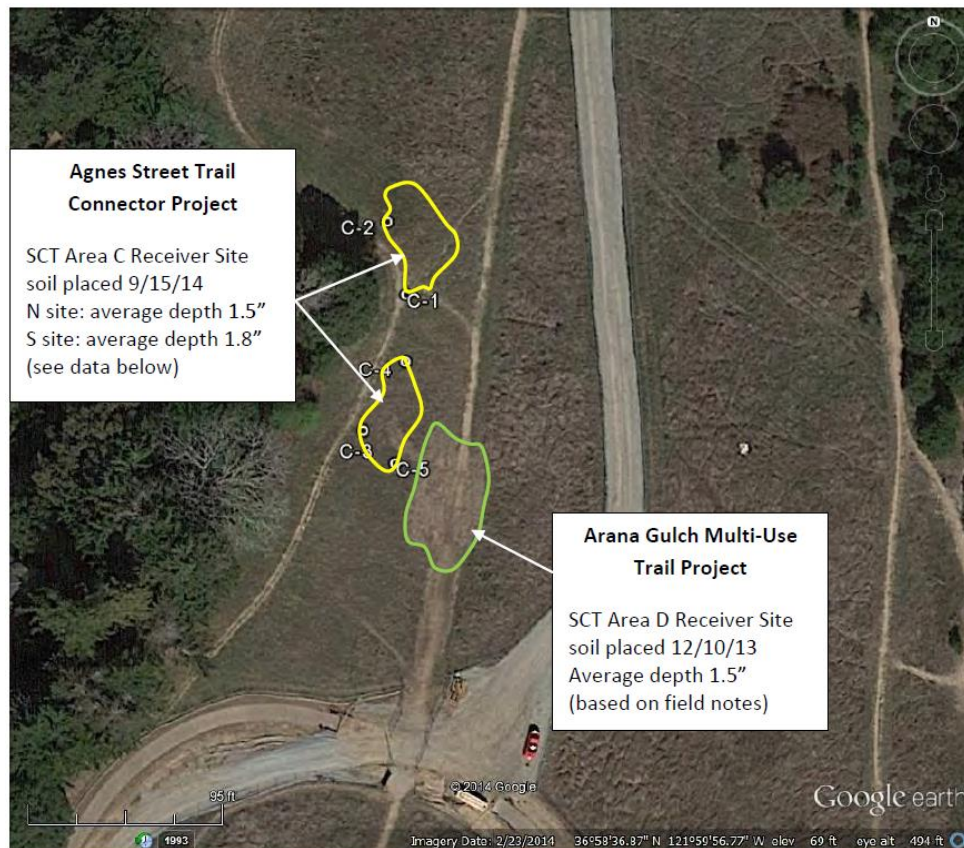 N
Agnes Street Trail
Connector Project
SCT Area C Receiver Site
soil placed 9/15/14
N site: average depth 1.5”
S site: average depth 1.8”
(see data below)
C-2
C-1
C-4
C-3
C-5
Arana Gulch Multi-Use
Trail Project
SCT Area D Receiver Site
soil placed 12/10/13
Average depth 1.5”
(based on field notes)
© 2014 Google
Google earth
95 ft
1993
Imagery Date: 2/23/2014 36°58'36.87" N 121°59'56.77" W elev 69 ft eye alt 494 ft